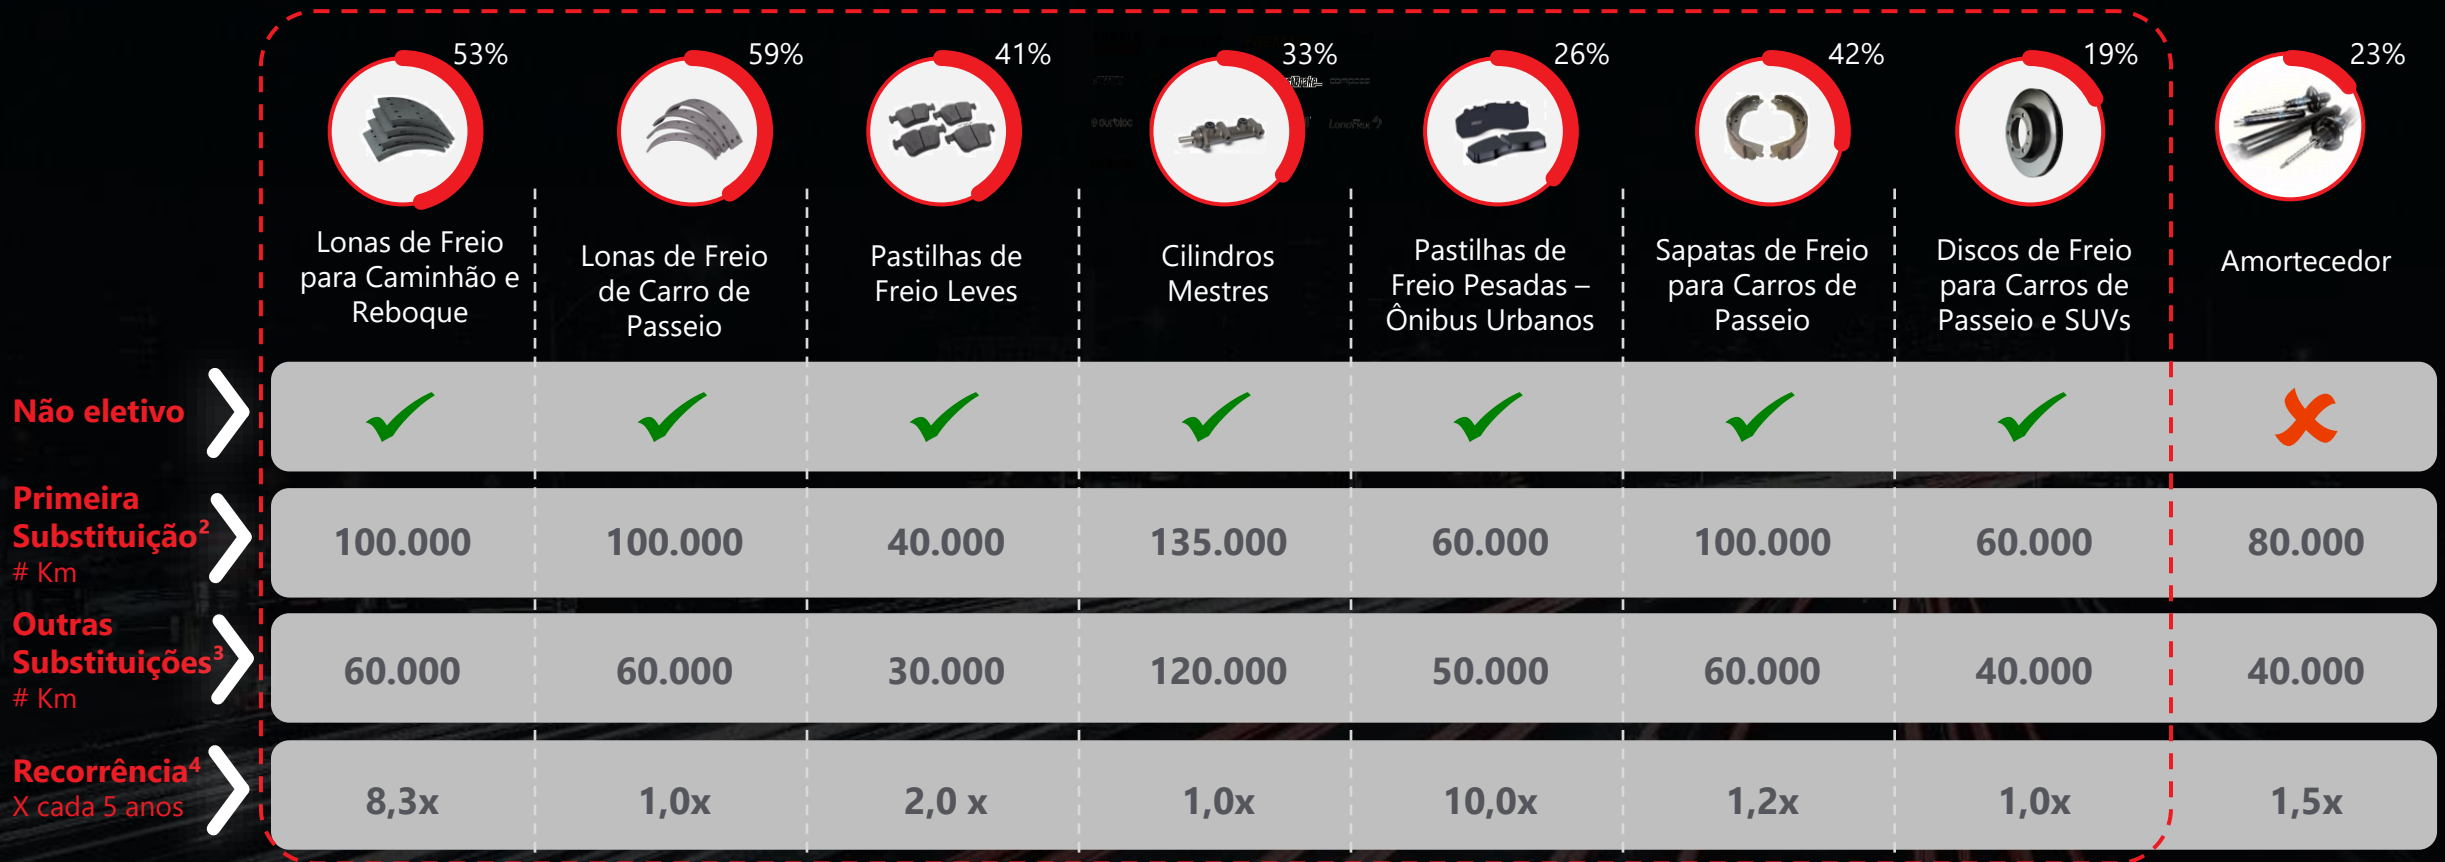 53%
59%
41%
33%
26%
42%
19%
23%
Lonas de Freio
para Caminhão e
Reboque
Lonas de Freio
de Carro de
Passeio
Pastilhas de
Freio Leves
Cilindros
Mestres
Pastilhas de
Freio Pesadas –
Ônibus Urbanos
Sapatas de Freio
para Carros de
Passeio
Discos de Freio
para Carros de
Passeio e SUVs
Amortecedor
Não eletivo
Primeira
Substituição²
# Km
100.000
100.000
40.000
135.000
60.000
100.000
60.000
80.000
Outras
Substituições³
# Km
60.000
60.000
30.000
120.000
50.000
60.000
40.000
40.000
Recorrência⁴
X cada 5 anos
8,3x
1,0x
2,0 x
1,0x
10,0x
1,2x
1,0x
1,5x